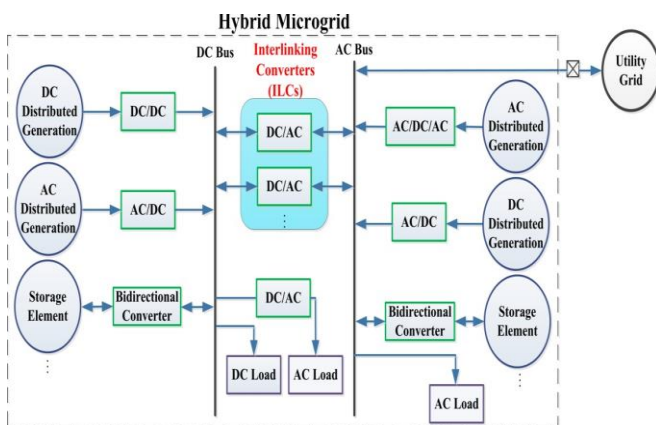 Hybrid Microgrid
DC Bus
Interlinking
Converters
(ILCs)
AC Bus
Utility
Grid
DC
Distributed
Generation
DC/DC
DC/AC
AC/DC/AC
AC
Distributed
Generation
AC
Distributed
Generation
AC/DC
DC/AC
⋮
AC/DC
DC
Distributed
Generation
Storage
Element
Bidirectional
Converter
DC/AC
Bidirectional
Converter
Storage
Element
DC Load
AC Load
AC Load
⋮
⋮